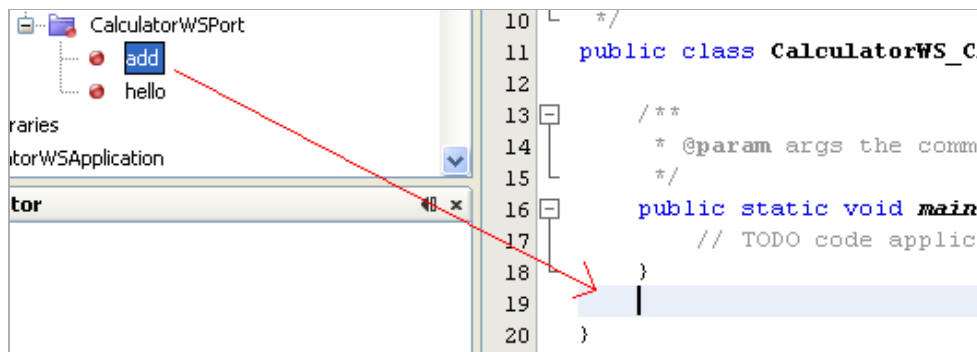 CalculatorWSPort
add
hello
raries
atorWSApplication
tor
10 */
11 public class CalculatorWS_C
12
13 /**
14 * @param args the comm
15 */
16 public static void main
17 // TODO code applic
18 }
19
20 }